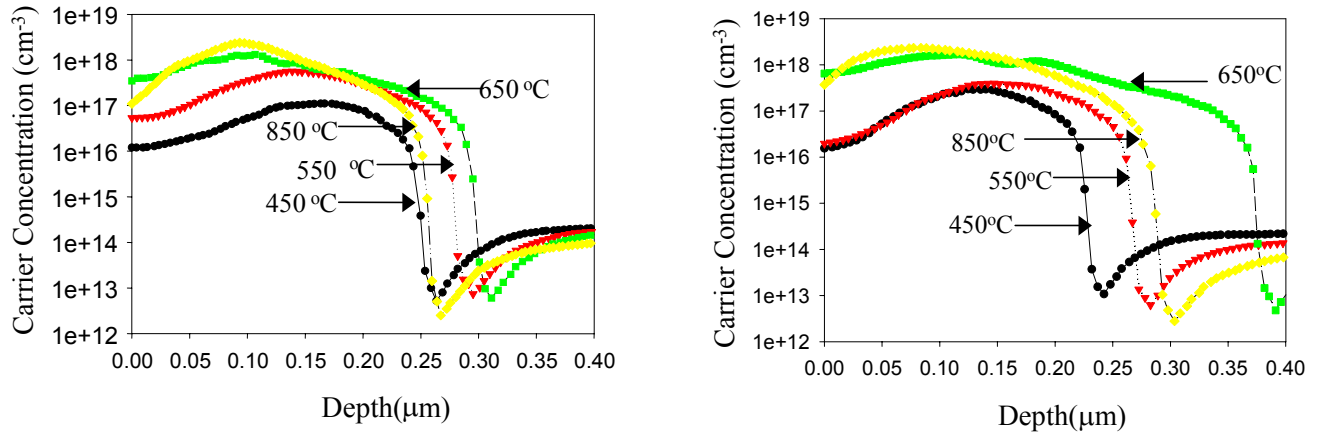 Carrier Concentration (cm-3)
1e+19
1e+18
1e+17
1e+16
1e+15
1e+14
1e+13
1e+12
650 ºC
850 ºC
550 ºC
450 ºC
0.00 0.05 0.10 0.15 0.20 0.25 0.30 0.35 0.40
Depth(μm)
Carrier Concentration (cm-3)
1e+19
1e+18
1e+17
1e+16
1e+15
1e+14
1e+13
1e+12
650ºC
850ºC
550ºC
450ºC
0.00 0.05 0.10 0.15 0.20 0.25 0.30 0.35 0.40
Depth(μm)